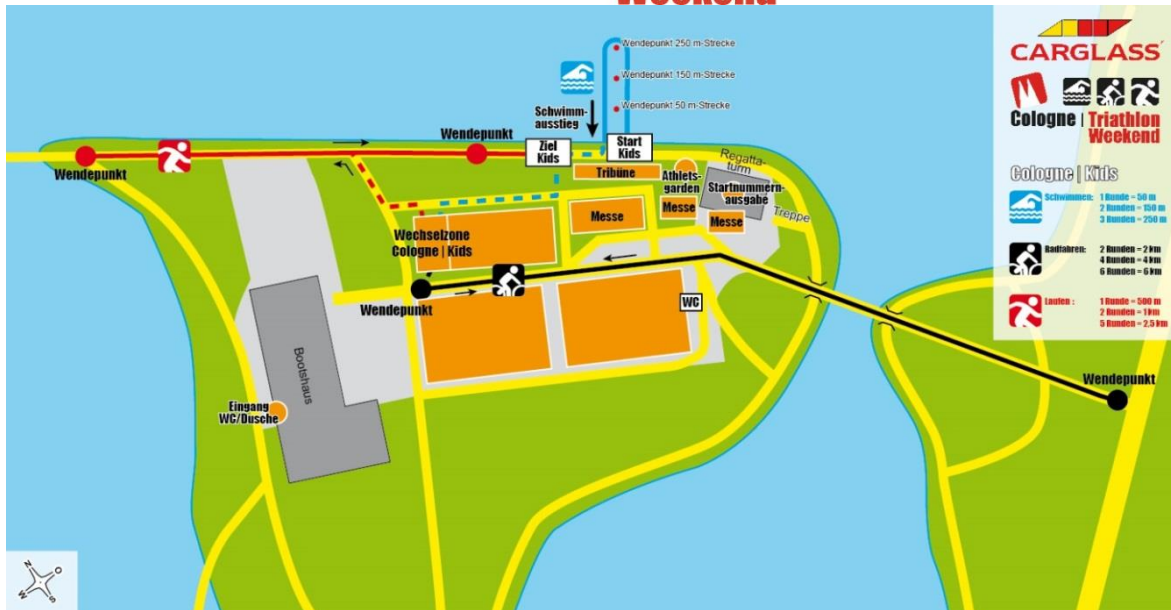 Weekend
Wendepunkt 250 m-Strecke
Wendepunkt 150 m-Strecke
Wendepunkt 50 m-Strecke
Schwimm-
ausstieg
Wendepunkt
Wendepunkt
Ziel
Kids
Start
Kids
Tribüne
Athlets-
garden
Regatta-
turm
Startnummern-
ausgabe
Treppe
Messe
Messe
Messe
Wechselzone
Cologne | Kids
Wendepunkt
WC
Bootshaus
Eingang
WC/Dusche
Wendepunkt
N
O
W
S
CARGLASS
Cologne | Triathlon
Weekend
Cologne | Kids
Schwimmen: 1 Runde = 50 m
2 Runden = 150 m
3 Runden = 250 m
Radfahren: 2 Runden = 2 km
4 Runden = 4 km
6 Runden = 6 km
Laufen : 1 Runde = 500 m
2 Runden = 1 km
5 Runden = 2,5 km